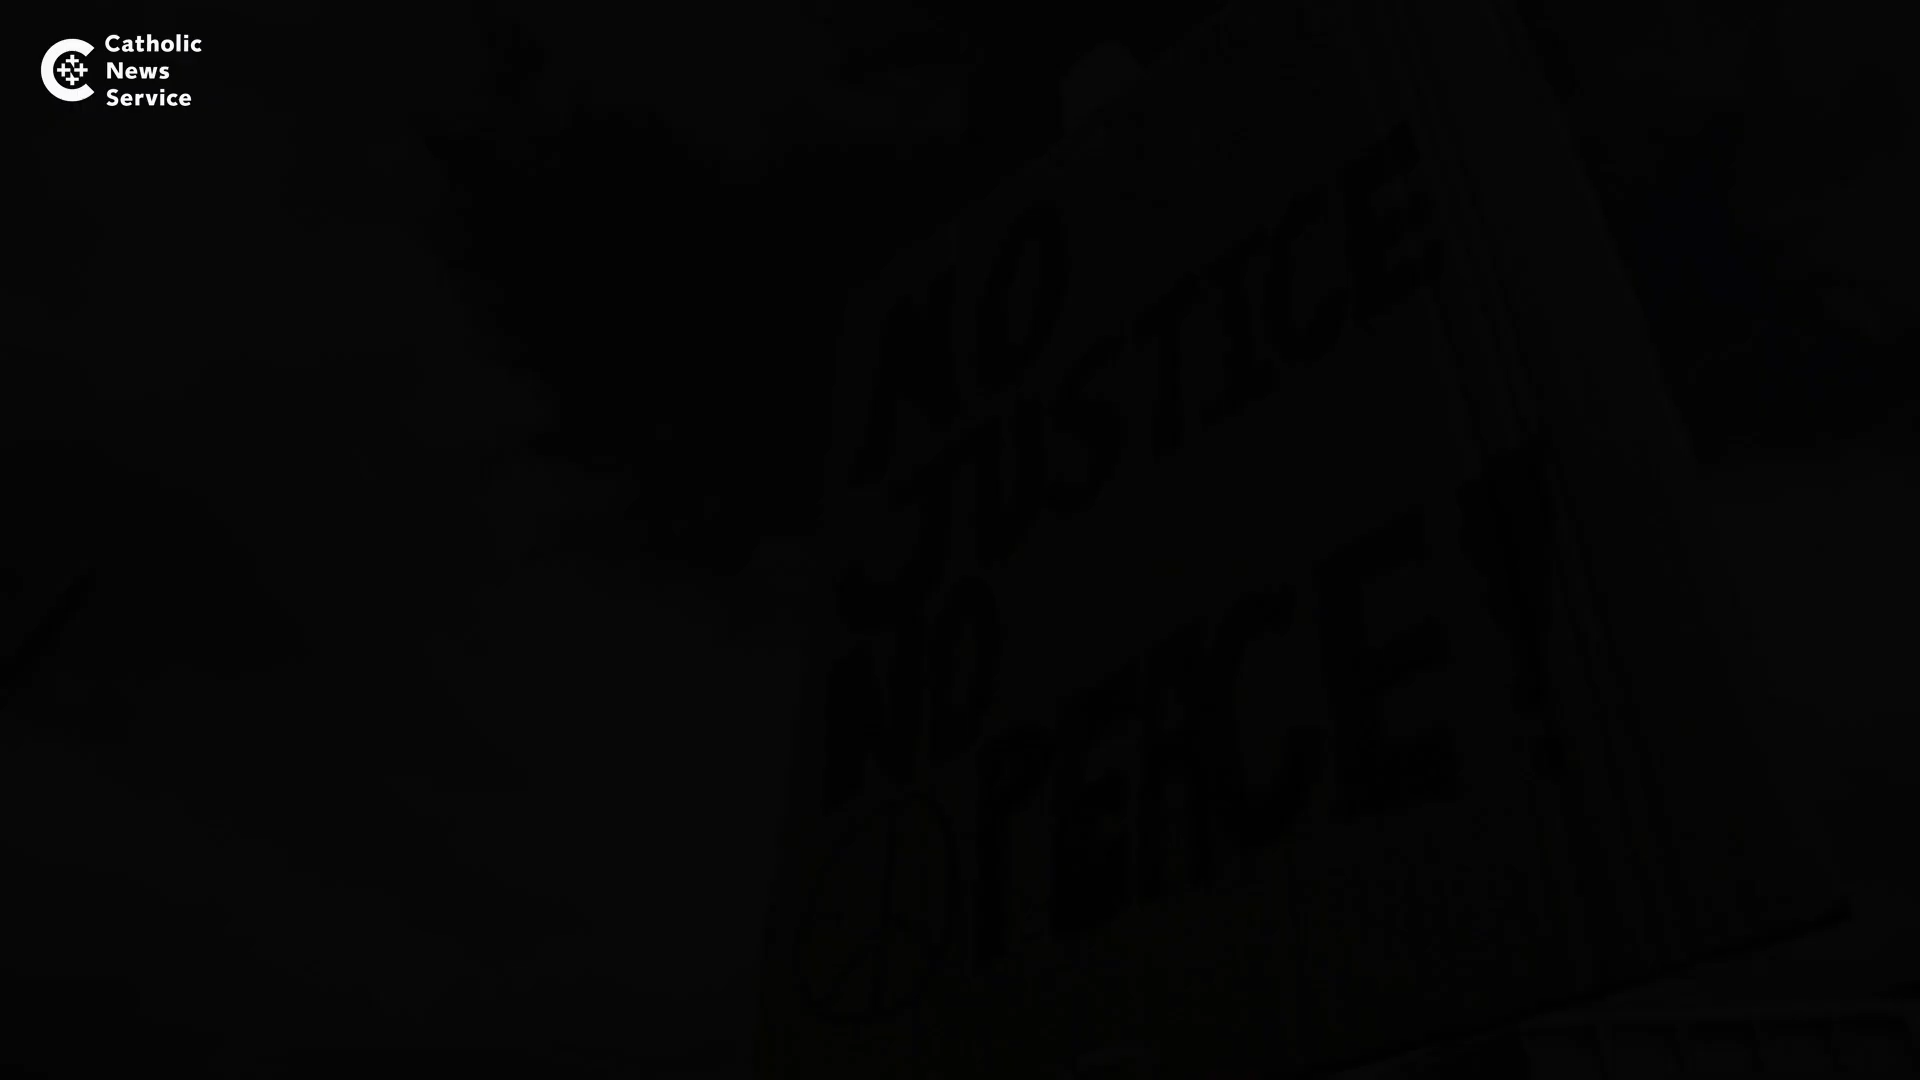 Catholic
News
Service
NO
JUSTICE
NO
PEACE!